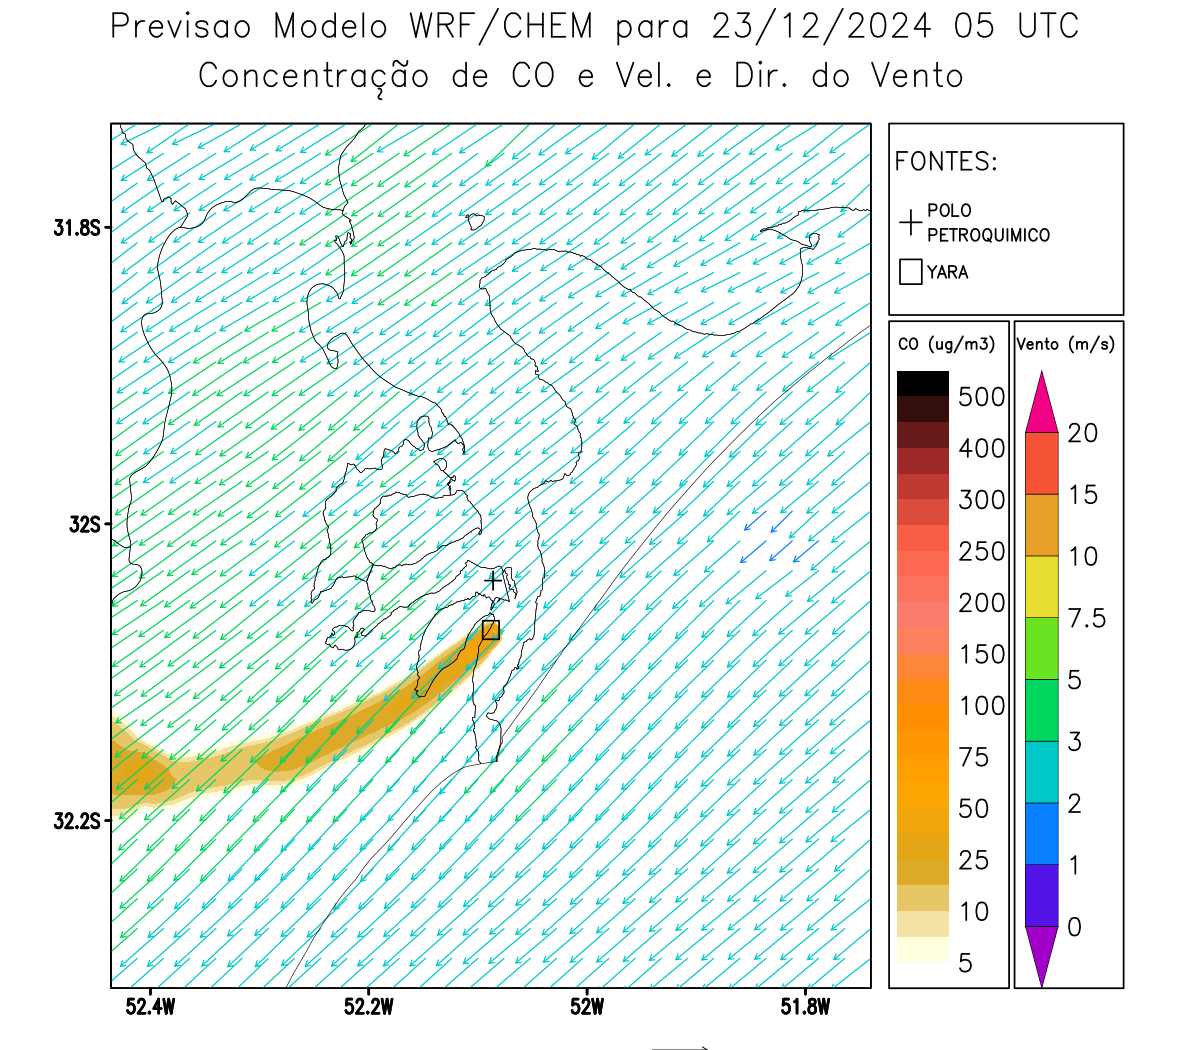 Previsao Modelo WRF/CHEM para 23/12/2024 05 UTC
Concentração de CO e Vel. e Dir. do Vento
FONTES:
POLO
PETROQUIMICO
YARA
31.8S
32S
32.2S
52.4W
52.2W
52W
51.8W
CO (ug/m3)
500
400
300
250
200
150
100
75
50
25
10
5
Vento (m/s)
20
15
10
7.5
5
3
2
1
0